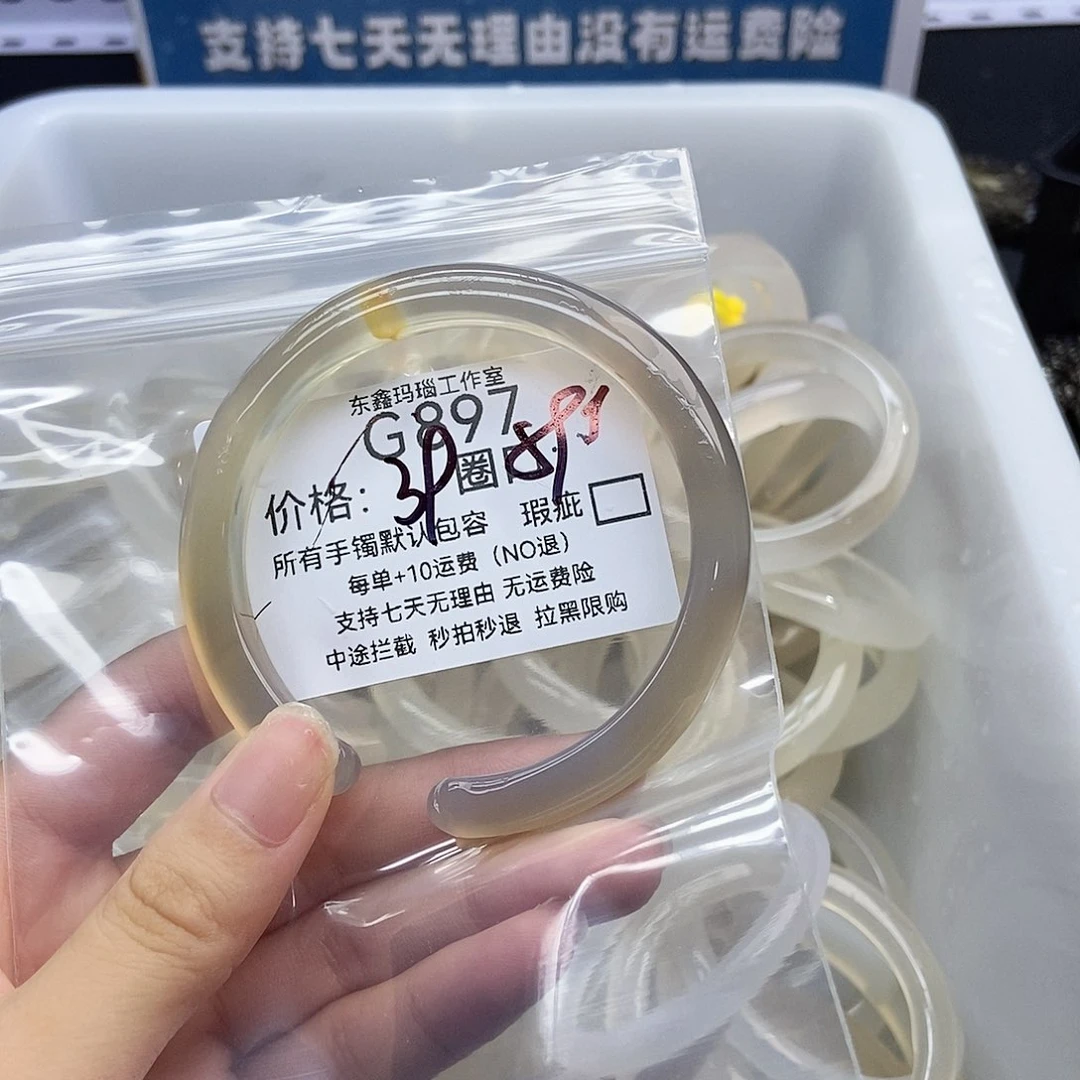 支持七天无理由没有运费险
东鑫玛瑙工作室
G897
价格: 圈口
所有手镯默认包容 瑕疵
每单+10运费（NO退）
支持七天无理由 无运费险
中途拦截 秒拍秒退 拉黑限购